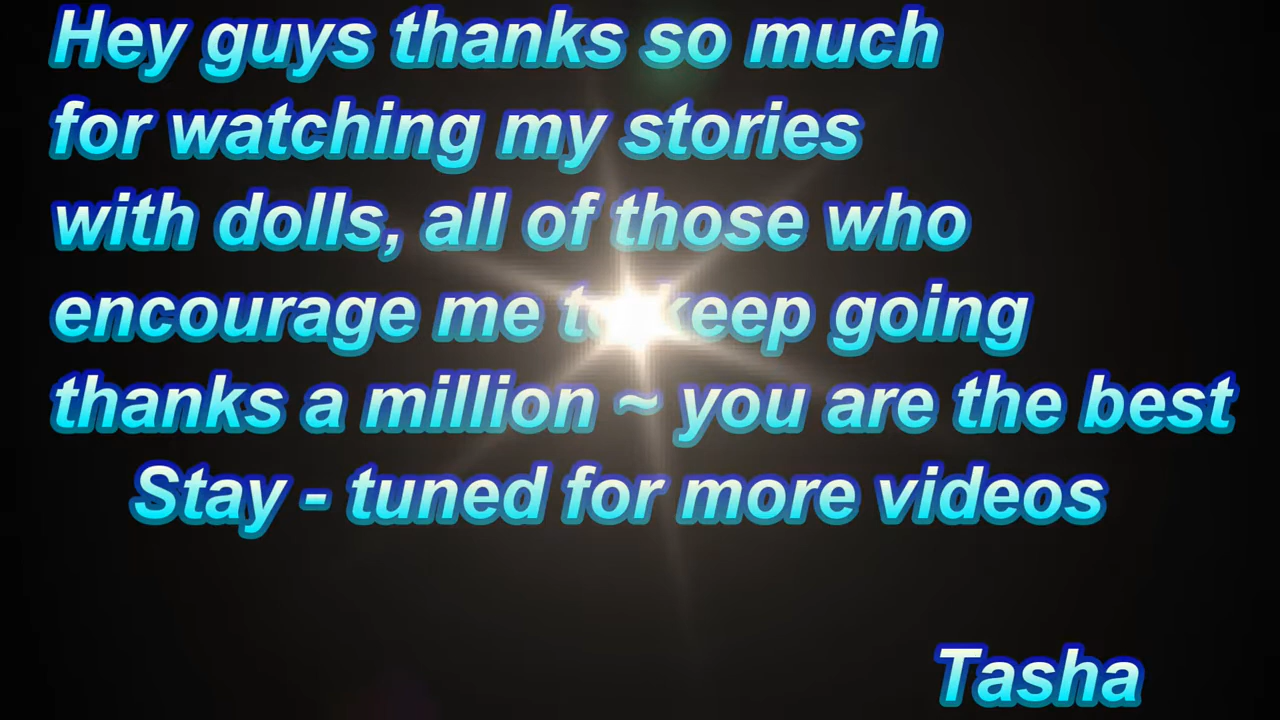 Hey guys thanks so much
for watching my stories
with dolls, all of those who
encourage me to keep going
thanks a million ~ you are the best
Stay - tuned for more videos
Tasha